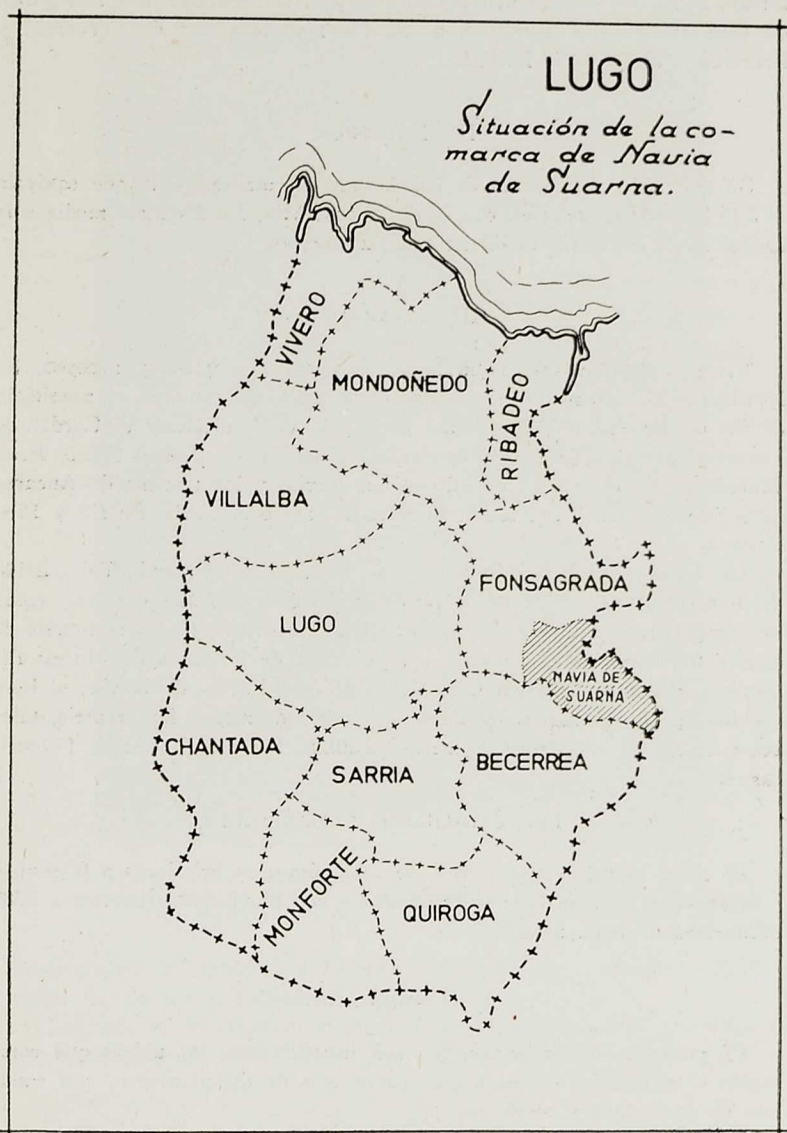 LUGO
Situación de la co-
marca de Navia
de Suarna.
VIVERO
MONDOÑEDO
RIBADEO
VILLALBA
FONSAGRADA
LUGO
NAVIA DE
SUARNA
CHANTADA
SARRIA
BECERREA
MONFORTE
QUIROGA